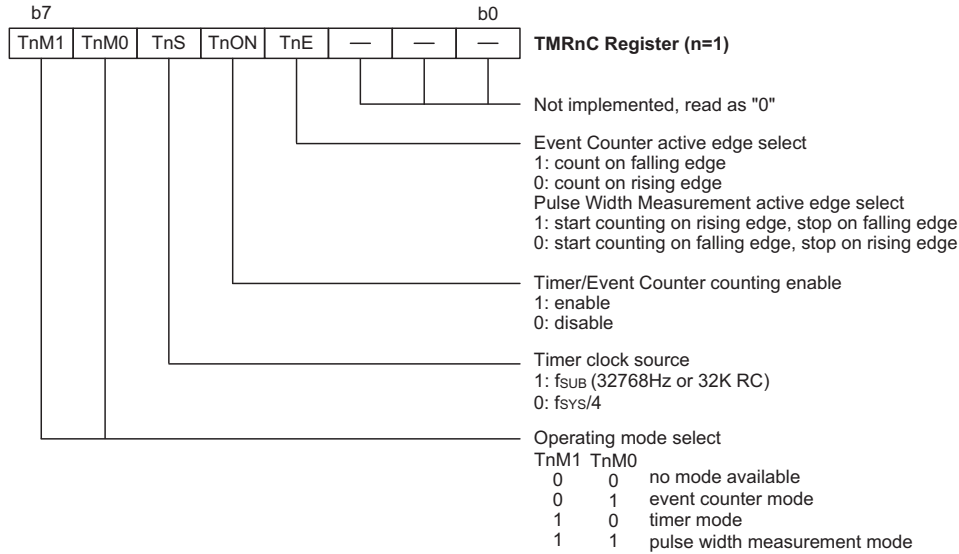 b7 b0
TnM1 TnM0 TnS TnON TnE — — — TMRnC Register (n=1)
Not implemented, read as "0"
Event Counter active edge select
1: count on falling edge
0: count on rising edge
Pulse Width Measurement active edge select
1: start counting on rising edge, stop on falling edge
0: start counting on falling edge, stop on rising edge
Timer/Event Counter counting enable
1: enable
0: disable
Timer clock source
1: fSUB (32768Hz or 32K RC)
0: fSYS/4
Operating mode select
TnM1 TnM0
0 0 no mode available
0 1 event counter mode
1 0 timer mode
1 1 pulse width measurement mode